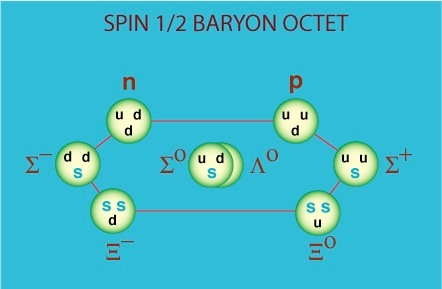 SPIN 1/2 BARYON OCTET
n
p
u d
d
u u
d
Σ⁻
d d
s
Σ⁰
u d
s
Λ⁰
u u
s
Σ⁺
s s
d
s s
u
Ξ⁻
Ξ⁰